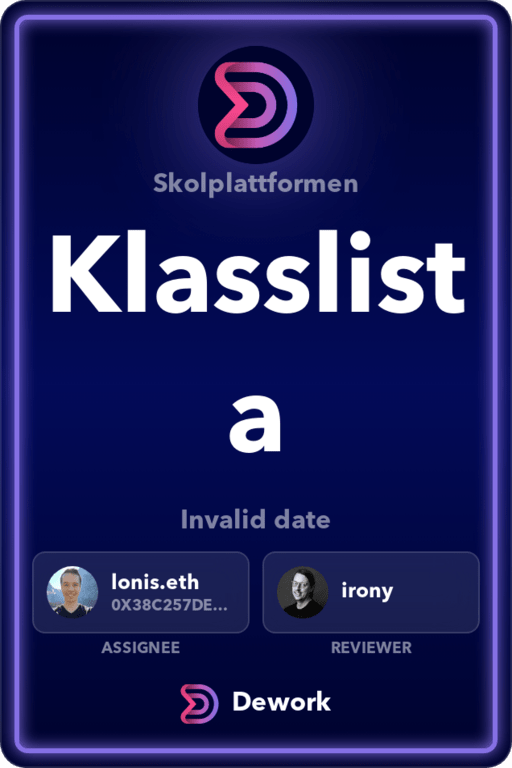 Skolplattformen
Klasslist
a
Invalid date
lonis.eth
0X38C257DE...
irony
ASSIGNEE
REVIEWER
Dework